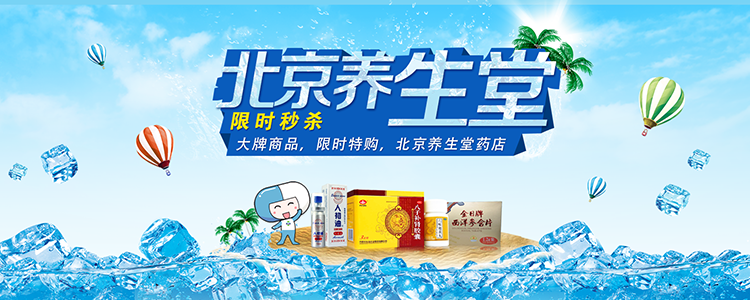 北京养生堂
限时秒杀
大牌商品，限时特购，北京养生堂药店
人初油
金日牌
西洋参含片